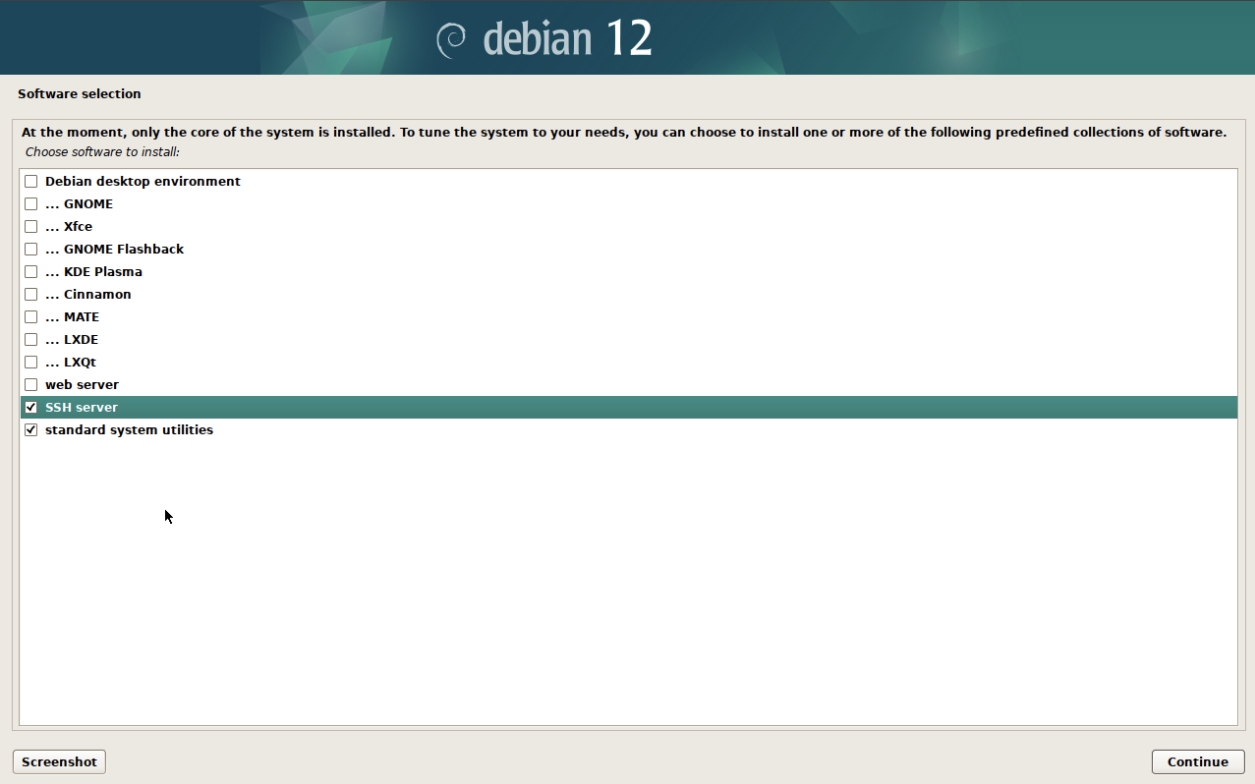 debian 12
Software selection
At the moment, only the core of the system is installed. To tune the system to your needs, you can choose to install one or more of the following predefined collections of software.
Choose software to install:
Debian desktop environment
... GNOME
... Xfce
... GNOME Flashback
... KDE Plasma
... Cinnamon
... MATE
... LXDE
... LXQt
web server
SSH server
standard system utilities
Screenshot
Continue